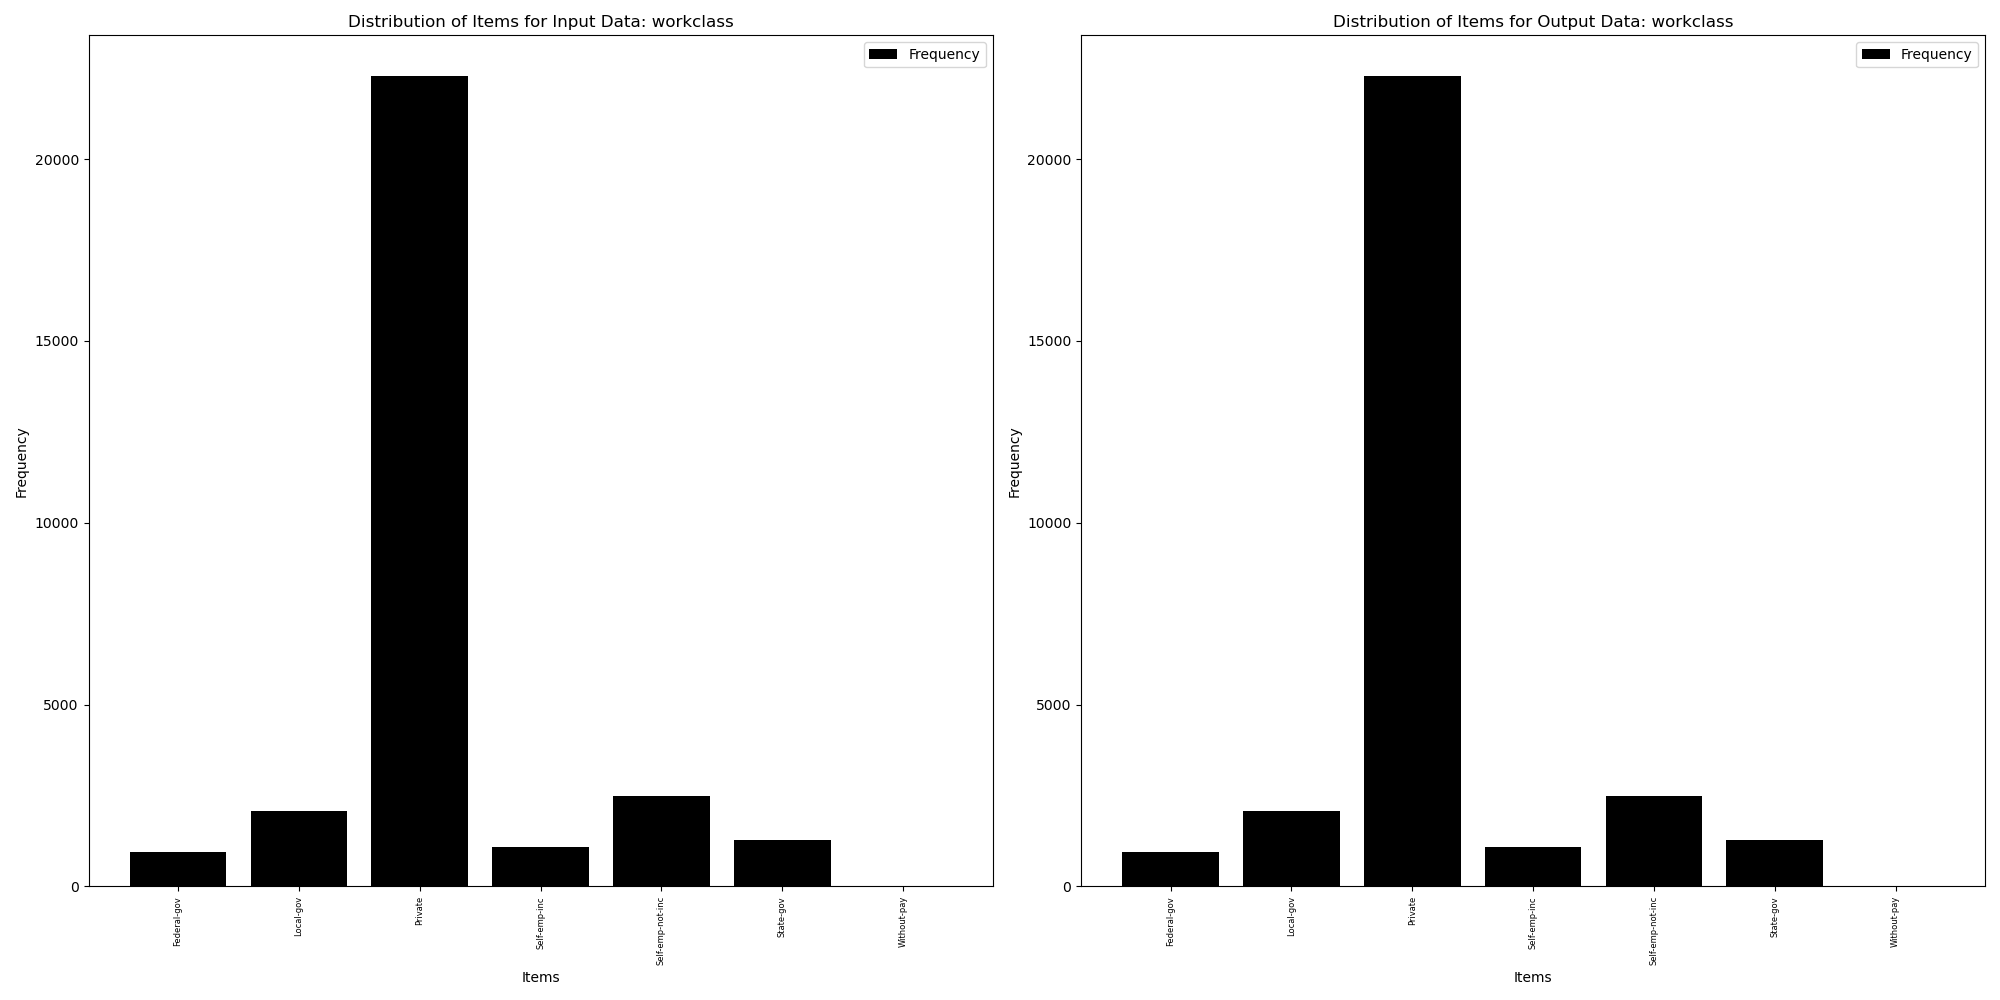 Distribution of Items for Input Data: workclass
Frequency
20000
15000
10000
5000
0
Frequency
Federal-gov
Local-gov
Private
Self-emp-inc
Self-emp-not-inc
State-gov
Without-pay
Items
Distribution of Items for Output Data: workclass
Frequency
20000
15000
10000
5000
0
Frequency
Federal-gov
Local-gov
Private
Self-emp-inc
Self-emp-not-inc
State-gov
Without-pay
Items